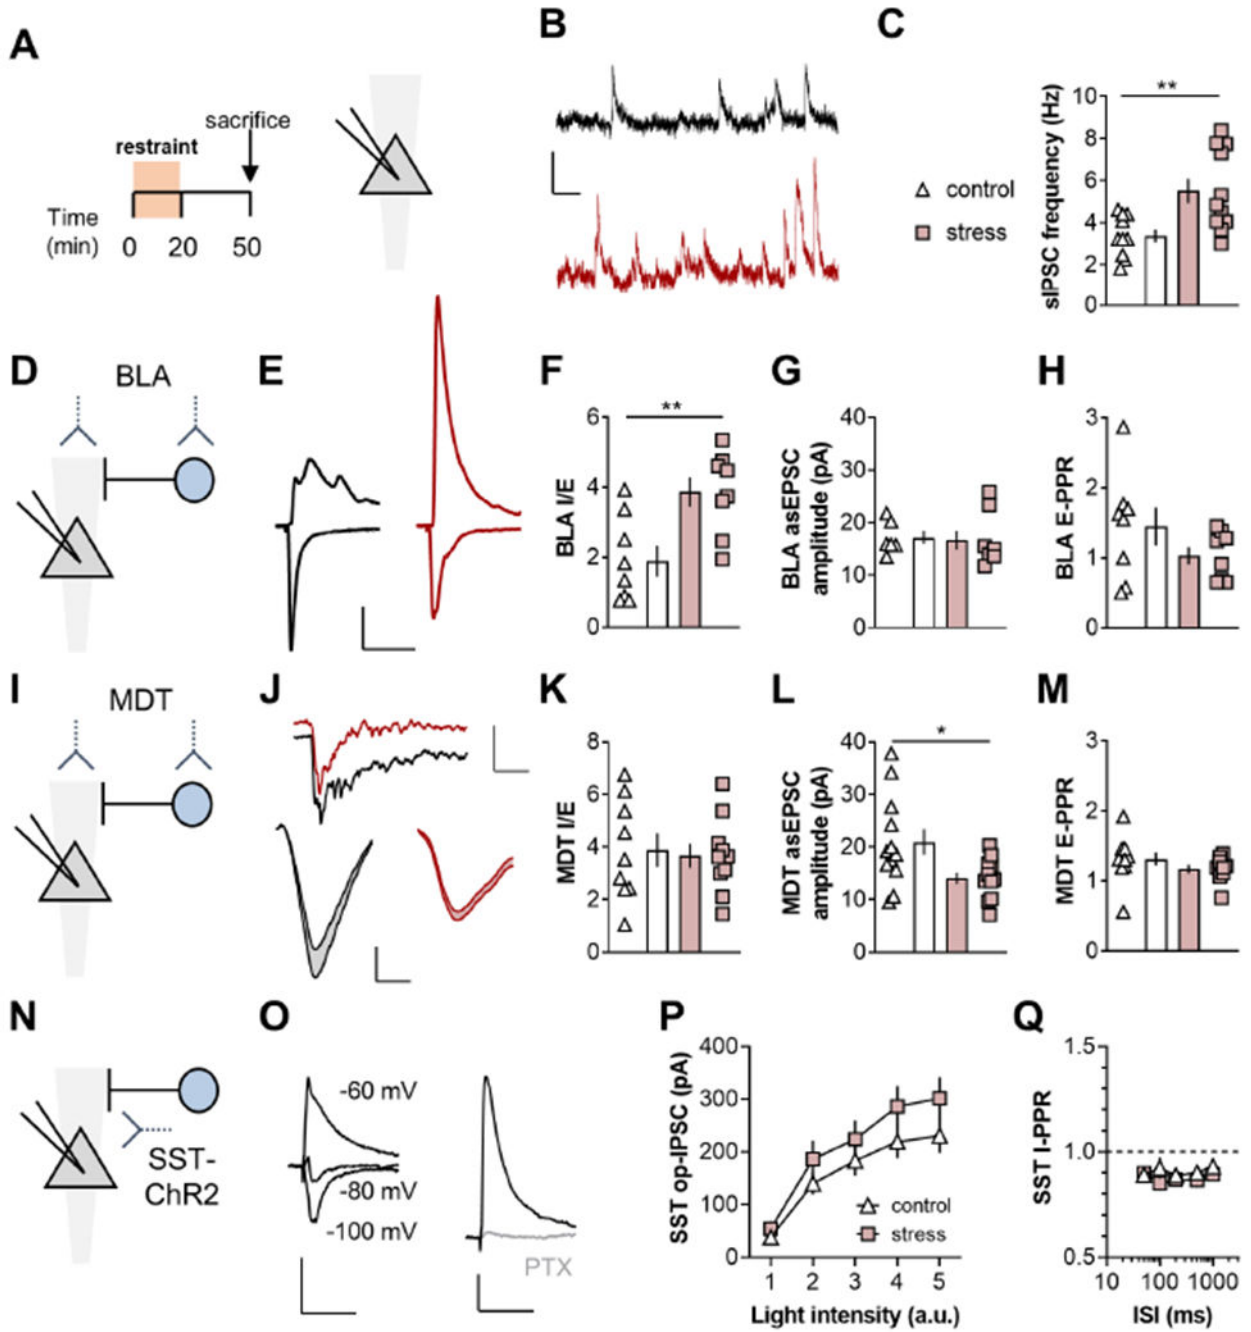 A
restraint
sacrifice
Time
(min)
0
20
50
B
C
control
stress
sIPSC frequency (Hz)
10
8
6
4
2
0
**
D
BLA
E
F
BLA I/E
6
4
2
0
**
G
BLA asEPSC
amplitude (pA)
40
30
20
10
0
H
BLA E-PPR
3
2
1
0
I
MDT
J
K
MDT I/E
8
6
4
2
0
L
MDT asEPSC
amplitude (pA)
40
30
20
10
0
*
M
MDT E-PPR
3
2
1
0
N
SST-
ChR2
O
-60 mV
-80 mV
-100 mV
PTX
P
SST op-IPSC (pA)
400
300
200
100
0
control
stress
1 2 3 4 5
Light intensity (a.u.)
Q
SST I-PPR
1.5
1.0
0.5
10 100 1000
ISI (ms)